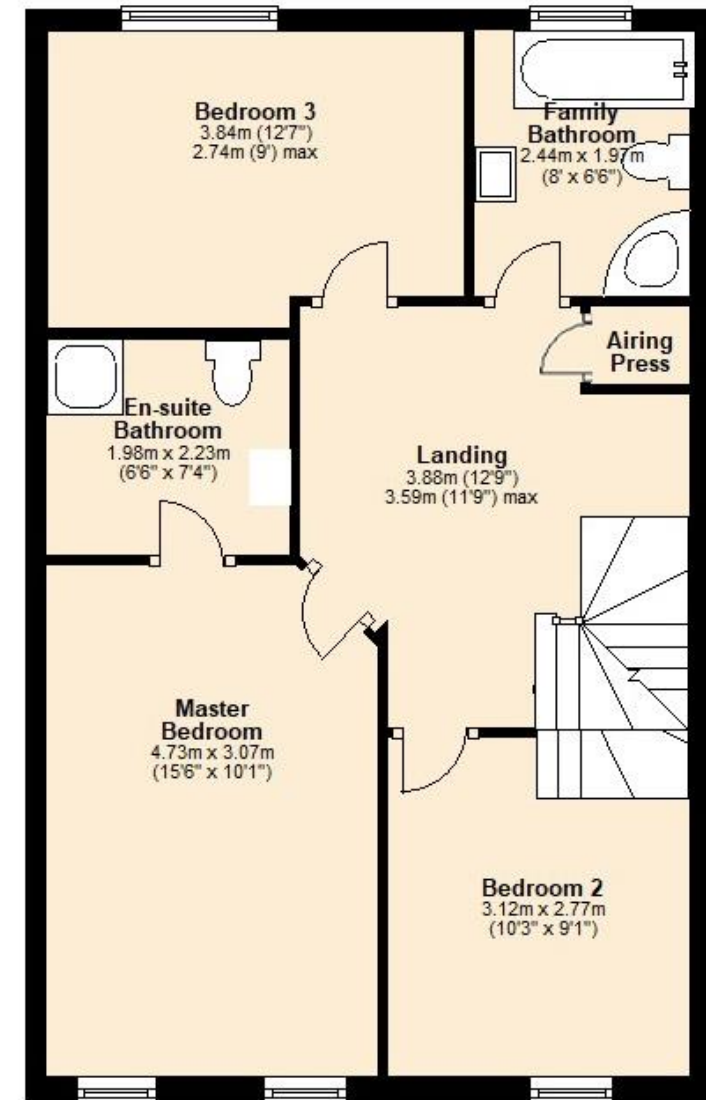 Bedroom 3
3.84m (12'7")
2.74m (9') max
Family
Bathroom
2.44m x 1.97m
(8' x 6'6")
Airing
Press
En-suite
Bathroom
1.98m x 2.23m
(6'6" x 7'4")
Landing
3.88m (12'9")
3.59m (11'9") max
Master
Bedroom
4.73m x 3.07m
(15'6" x 10'1")
Bedroom 2
3.12m x 2.77m
(10'3" x 9'1")